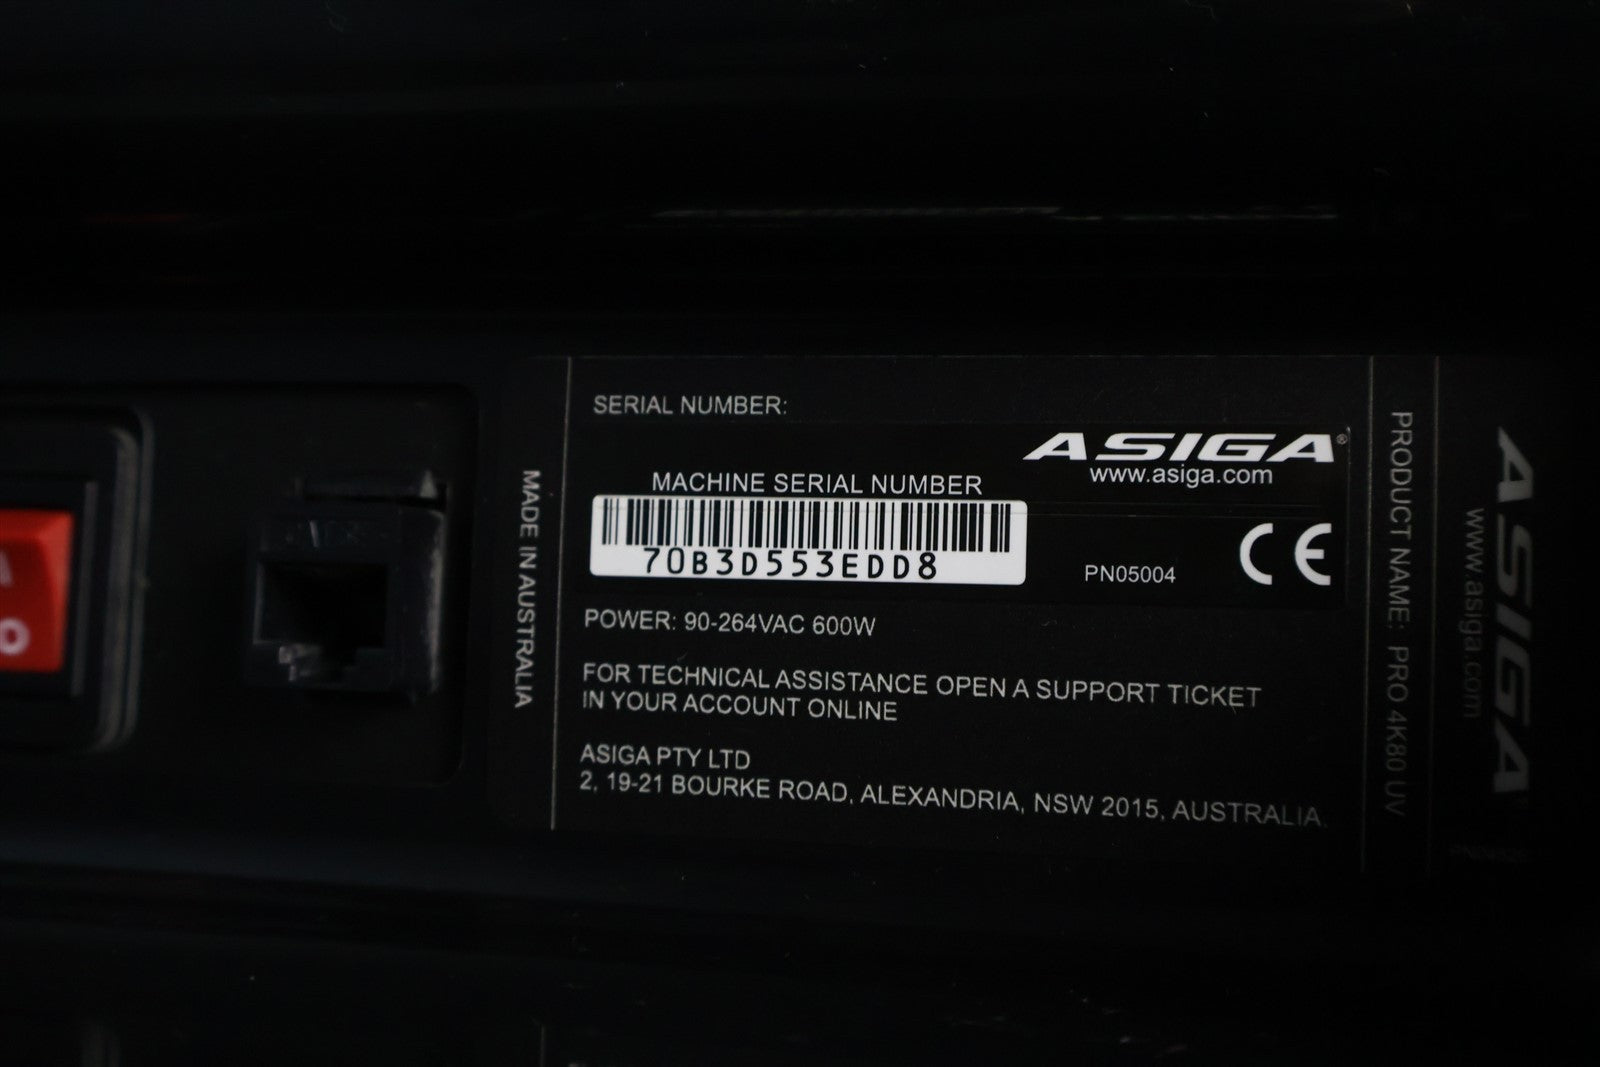 SERIAL NUMBER:
ASIGA®
www.asiga.com
MACHINE SERIAL NUMBER
70B3D553EDD8
PN05004
CE
POWER: 90-264VAC 600W
FOR TECHNICAL ASSISTANCE OPEN A SUPPORT TICKET
IN YOUR ACCOUNT ONLINE
ASIGA PTY LTD
2, 19-21 BOURKE ROAD, ALEXANDRIA, NSW 2015, AUSTRALIA.
MADE IN AUSTRALIA
PRODUCT NAME: PRO 4K80 UV
ASIGA
www.asiga.com